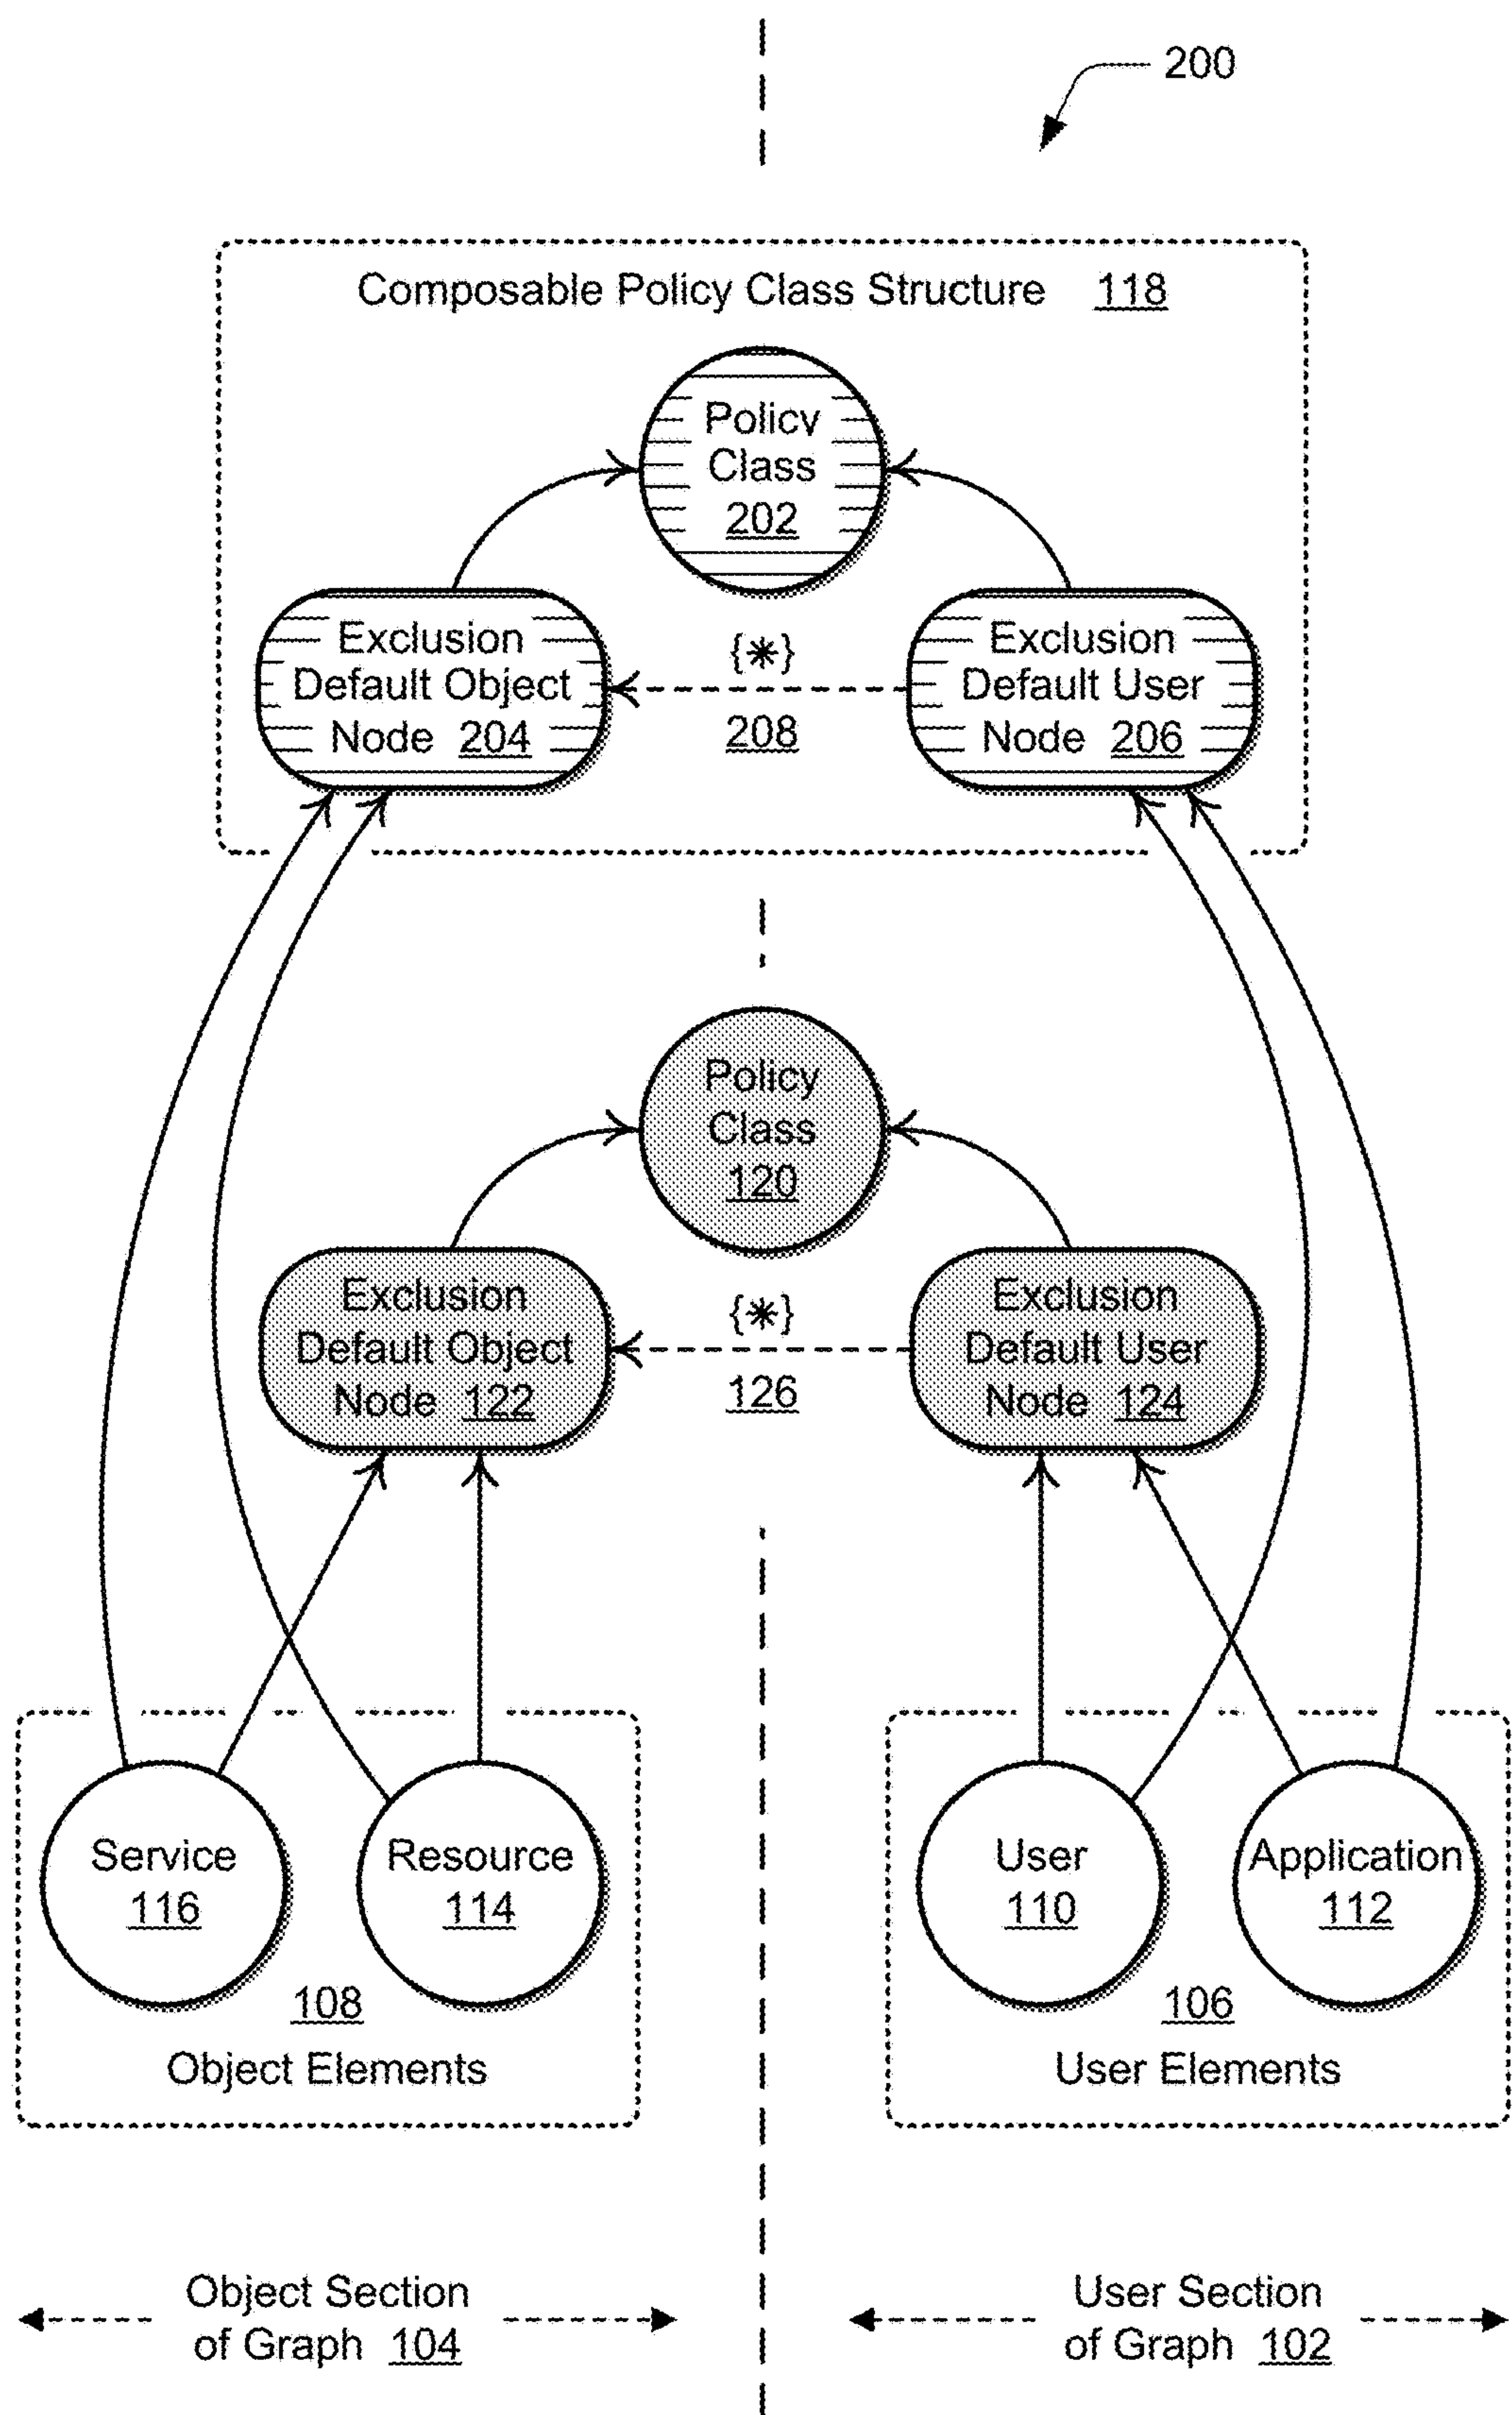 200
Composable Policy Class Structure 118
Policy
Class
202
Exclusion
Default Object
Node 204
{*}
208
Exclusion
Default User
Node 206
Policy
Class
120
Exclusion
Default Object
Node 122
{*}
126
Exclusion
Default User
Node 124
Service
116
Resource
114
108
Object Elements
User
110
Application
112
106
User Elements
Object Section
of Graph 104
User Section
of Graph 102